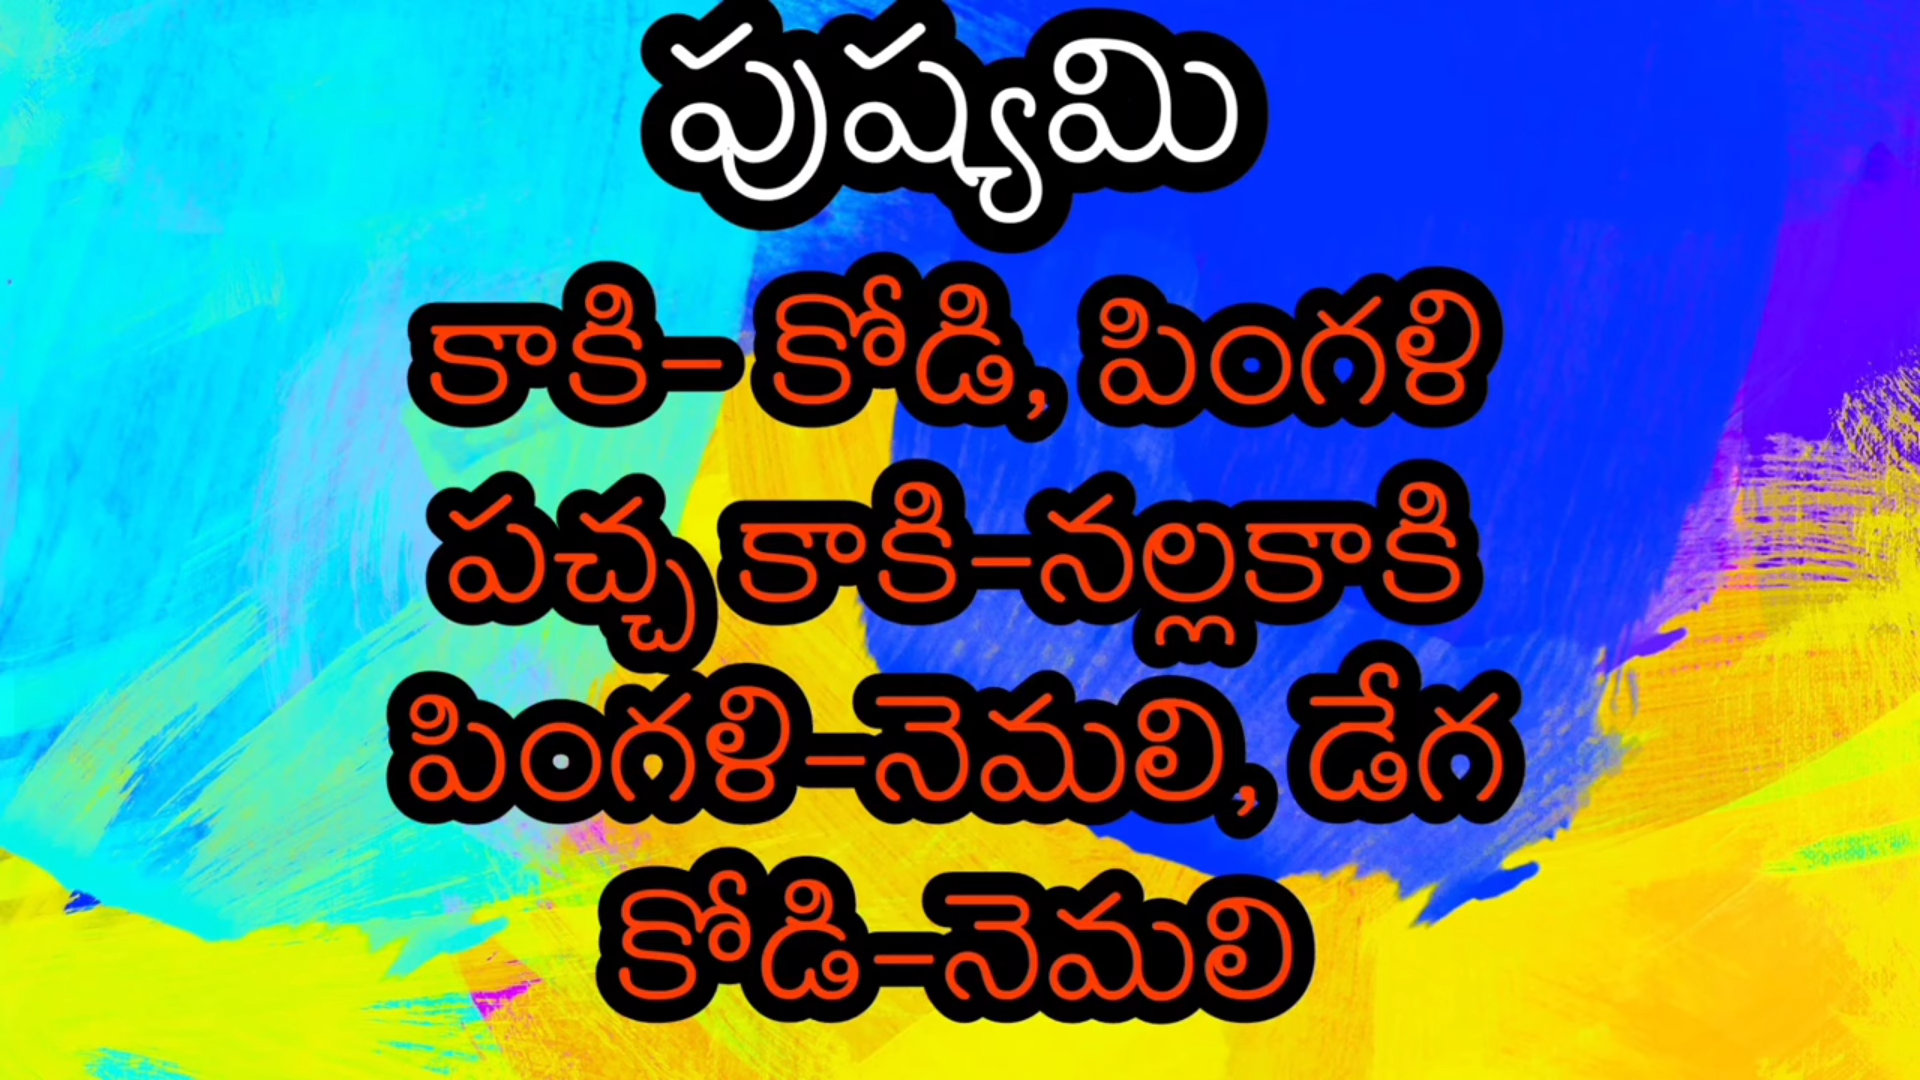 పుష్యమి
కాకి- కోడి, పింగళి
పచ్చ కాకి-నల్లకాకి
పింగళి-నెమలి, డేగ
కోడి-నెమలి